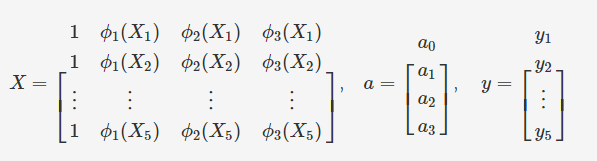 X = [ 1 ϕ₁(X₁) ϕ₂(X₁) ϕ₃(X₁)
1 ϕ₁(X₂) ϕ₂(X₂) ϕ₃(X₂)
⋮ ⋮ ⋮ ⋮
1 ϕ₁(X₅) ϕ₂(X₅) ϕ₃(X₅) ],
a = [ a₀
a₁
a₂
a₃ ],
y = [ y₁
y₂
⋮
y₅ ]